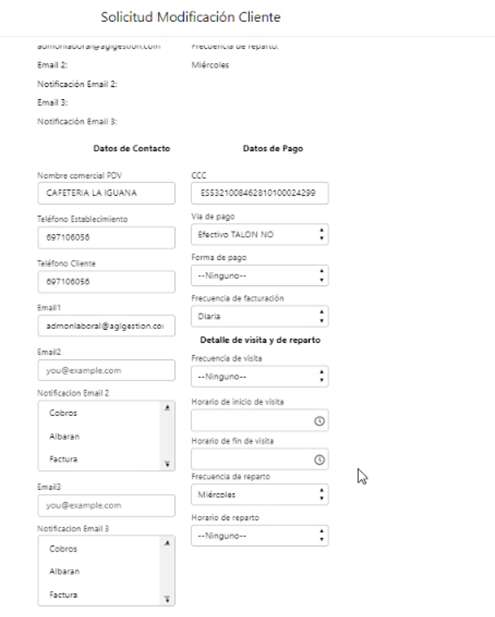 Solicitud Modificación Cliente
admonlaboral@agigestion.com
Frecuencia de reparto:
Email 2:
Miércoles
Notificación Email 2:
Email 3:
Notificación Email 3:
Datos de Contacto
Nombre comercial PDV
CAFETERIA LA IGUANA
Teléfono Establecimiento
697106056
Teléfono Cliente
697106056
Email1
admonlaboral@agigestion.coi
Email2
you@example.com
Notificacion Email 2
Cobros
Albaran
Factura
Email3
you@example.com
Notificacion Email 3
Cobros
Albaran
Factura
Datos de Pago
CCC
ES5321008462810100024299
Vía de pago
Efectivo TALON NO
Forma de pago
--Ninguno--
Frecuencia de facturación
Diaria
Detalle de visita y de reparto
Frecuencia de visita
--Ninguno--
Horario de inicio de visita
Horario de fin de visita
Frecuencia de reparto
Miércoles
Horario de reparto
--Ninguno--